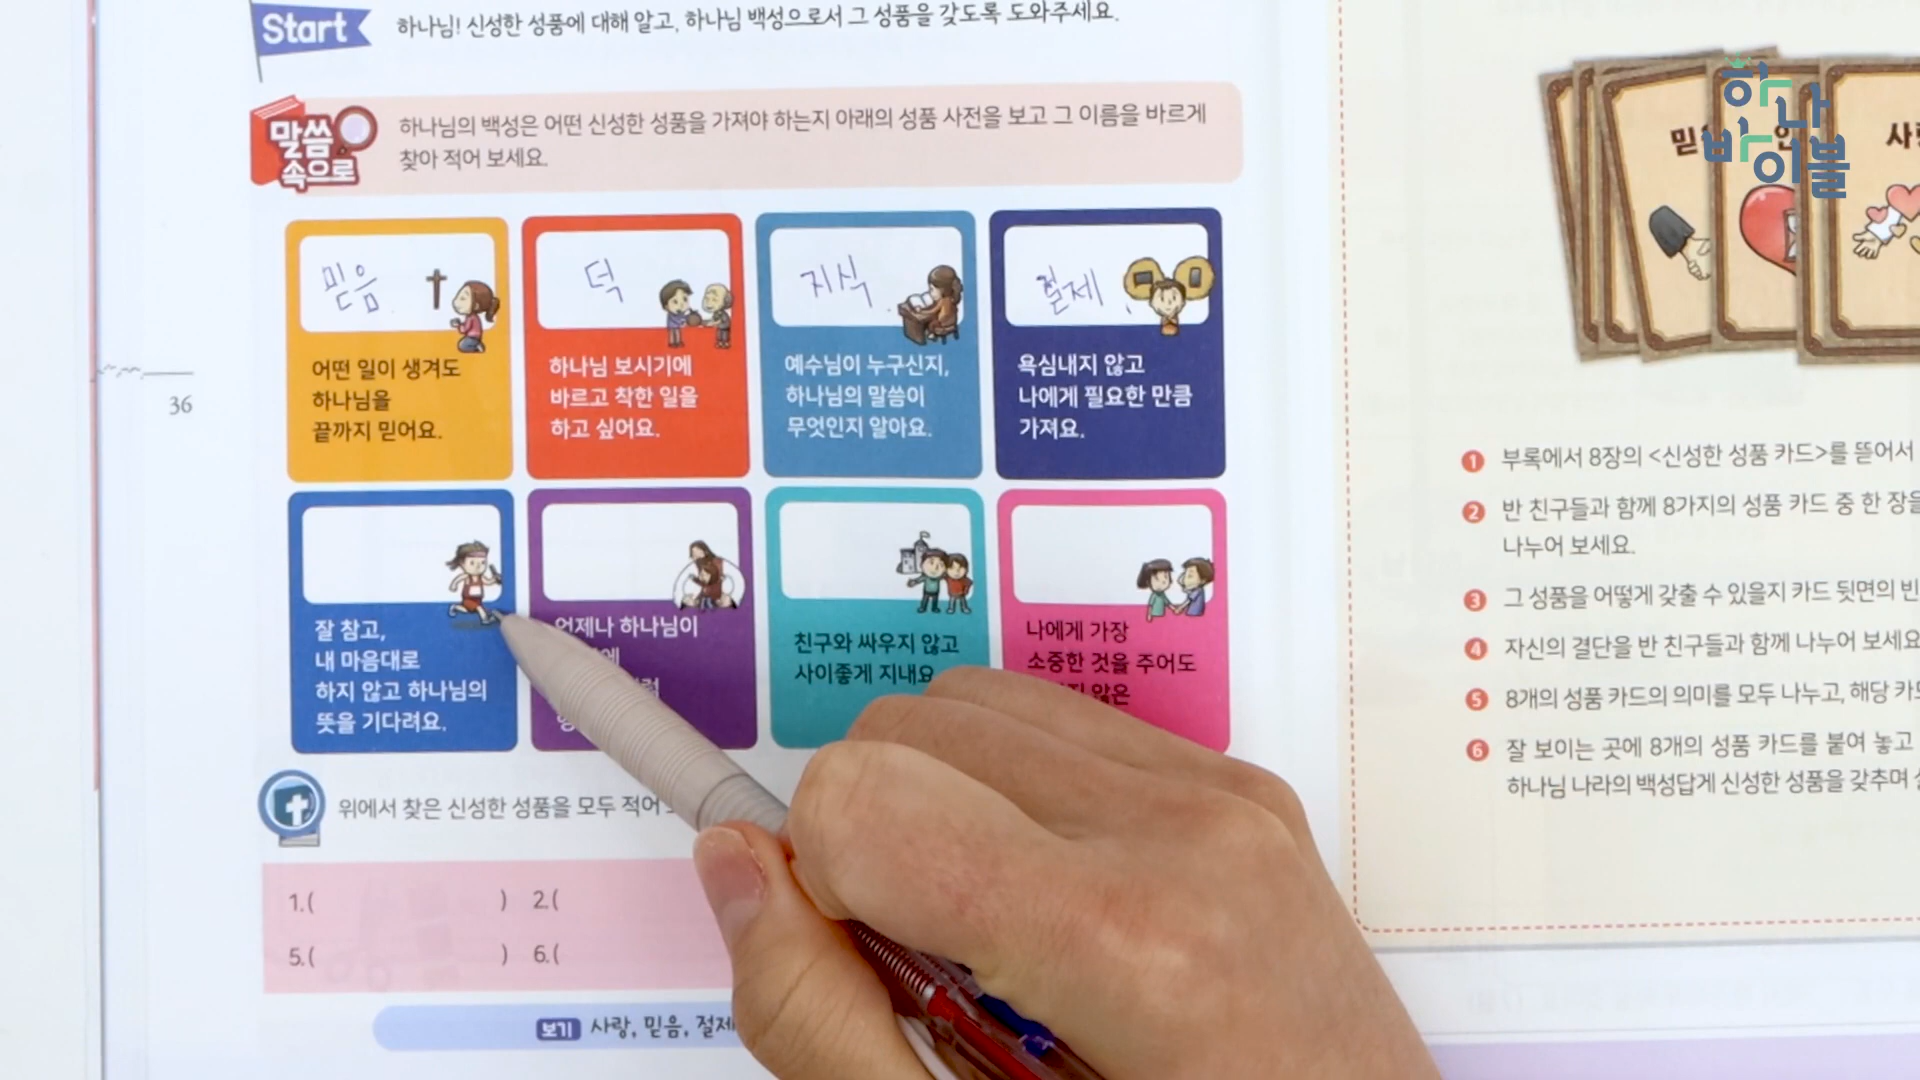 Start
하나님! 신성한 성품에 대해 알고, 하나님 백성으로서 그 성품을 갖도록 도와주세요.
말씀
속으로
하나님의 백성은 어떤 신성한 성품을 가져야 하는지 아래의 성품 사전을 보고 그 이름을 바르게
찾아 적어 보세요.
믿음
어떤 일이 생겨도
하나님을
끝까지 믿어요.
덕
하나님 보시기에
바르고 착한 일을
하고 싶어요.
지식
예수님이 누구신지,
하나님의 말씀이
무엇인지 알아요.
절제
욕심내지 않고
나에게 필요한 만큼
가져요.
36
잘 참고,
내 마음대로
하지 않고 하나님의
뜻을 기다려요.
언제나 하나님이
친구와 싸우지 않고
사이좋게 지내요
나에게 가장
소중한 것을 주어도
않은
위에서 찾은 신성한 성품을 모두 적어
1.( ) 2.(
5.( ) 6.(
보기 사랑, 믿음, 절제
하나
바이블
1 부록에서 8장의 <신성한 성품 카드>를 뜯어서
2 반 친구들과 함께 8가지의 성품 카드 중 한 장을
나누어 보세요.
3 그 성품을 어떻게 갖출 수 있을지 카드 뒷면의 빈
4 자신의 결단을 반 친구들과 함께 나누어 보세요
5 8개의 성품 카드의 의미를 모두 나누고, 해당 카드
6 잘 보이는 곳에 8개의 성품 카드를 붙여 놓고
하나님 나라의 백성답게 신성한 성품을 갖추며